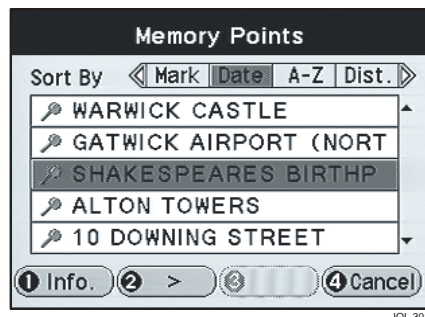 Memory Points
Sort By Mark Date A-Z Dist.
WARWICK CASTLE
GATWICK AIRPORT (NORT
SHAKESPEARES BIRTHP
ALTON TOWERS
10 DOWNING STREET
1 Info. 2 > 3 4 Cancel